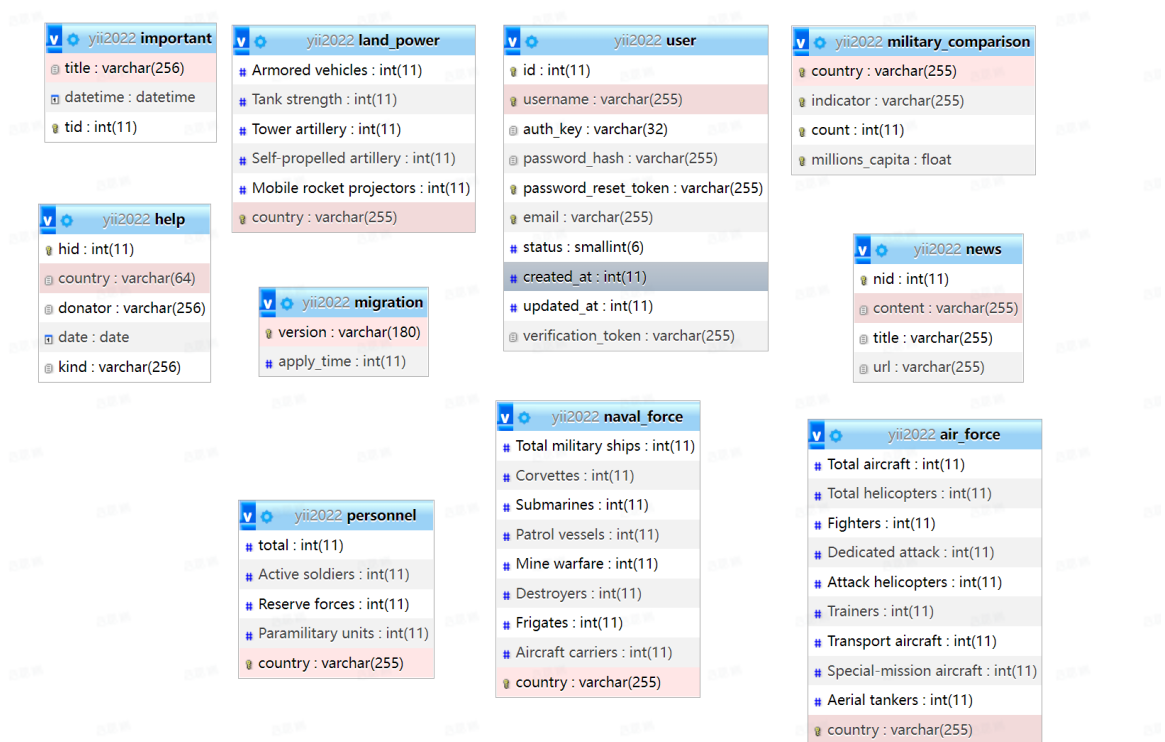 yii2022 important
title : varchar(256)
datetime : datetime
tid : int(11)
yii2022 land_power
Armored vehicles : int(11)
Tank strength : int(11)
Tower artillery : int(11)
Self-propelled artillery : int(11)
Mobile rocket projectors : int(11)
country : varchar(255)
yii2022 user
id : int(11)
username : varchar(255)
auth_key : varchar(32)
password_hash : varchar(255)
password_reset_token : varchar(255)
email : varchar(255)
status : smallint(6)
created_at : int(11)
updated_at : int(11)
verification_token : varchar(255)
yii2022 military_comparison
country : varchar(255)
indicator : varchar(255)
count : int(11)
millions_capita : float
yii2022 help
hid : int(11)
country : varchar(64)
donator : varchar(256)
date : date
kind : varchar(256)
yii2022 migration
version : varchar(180)
apply_time : int(11)
yii2022 news
nid : int(11)
content : varchar(255)
title : varchar(255)
url : varchar(255)
yii2022 personnel
total : int(11)
Active soldiers : int(11)
Reserve forces : int(11)
Paramilitary units : int(11)
country : varchar(255)
yii2022 naval_force
Total military ships : int(11)
Corvettes : int(11)
Submarines : int(11)
Patrol vessels : int(11)
Mine warfare : int(11)
Destroyers : int(11)
Frigates : int(11)
Aircraft carriers : int(11)
country : varchar(255)
yii2022 air_force
Total aircraft : int(11)
Total helicopters : int(11)
Fighters : int(11)
Dedicated attack : int(11)
Attack helicopters : int(11)
Trainers : int(11)
Transport aircraft : int(11)
Special-mission aircraft : int(11)
Aerial tankers : int(11)
country : varchar(255)